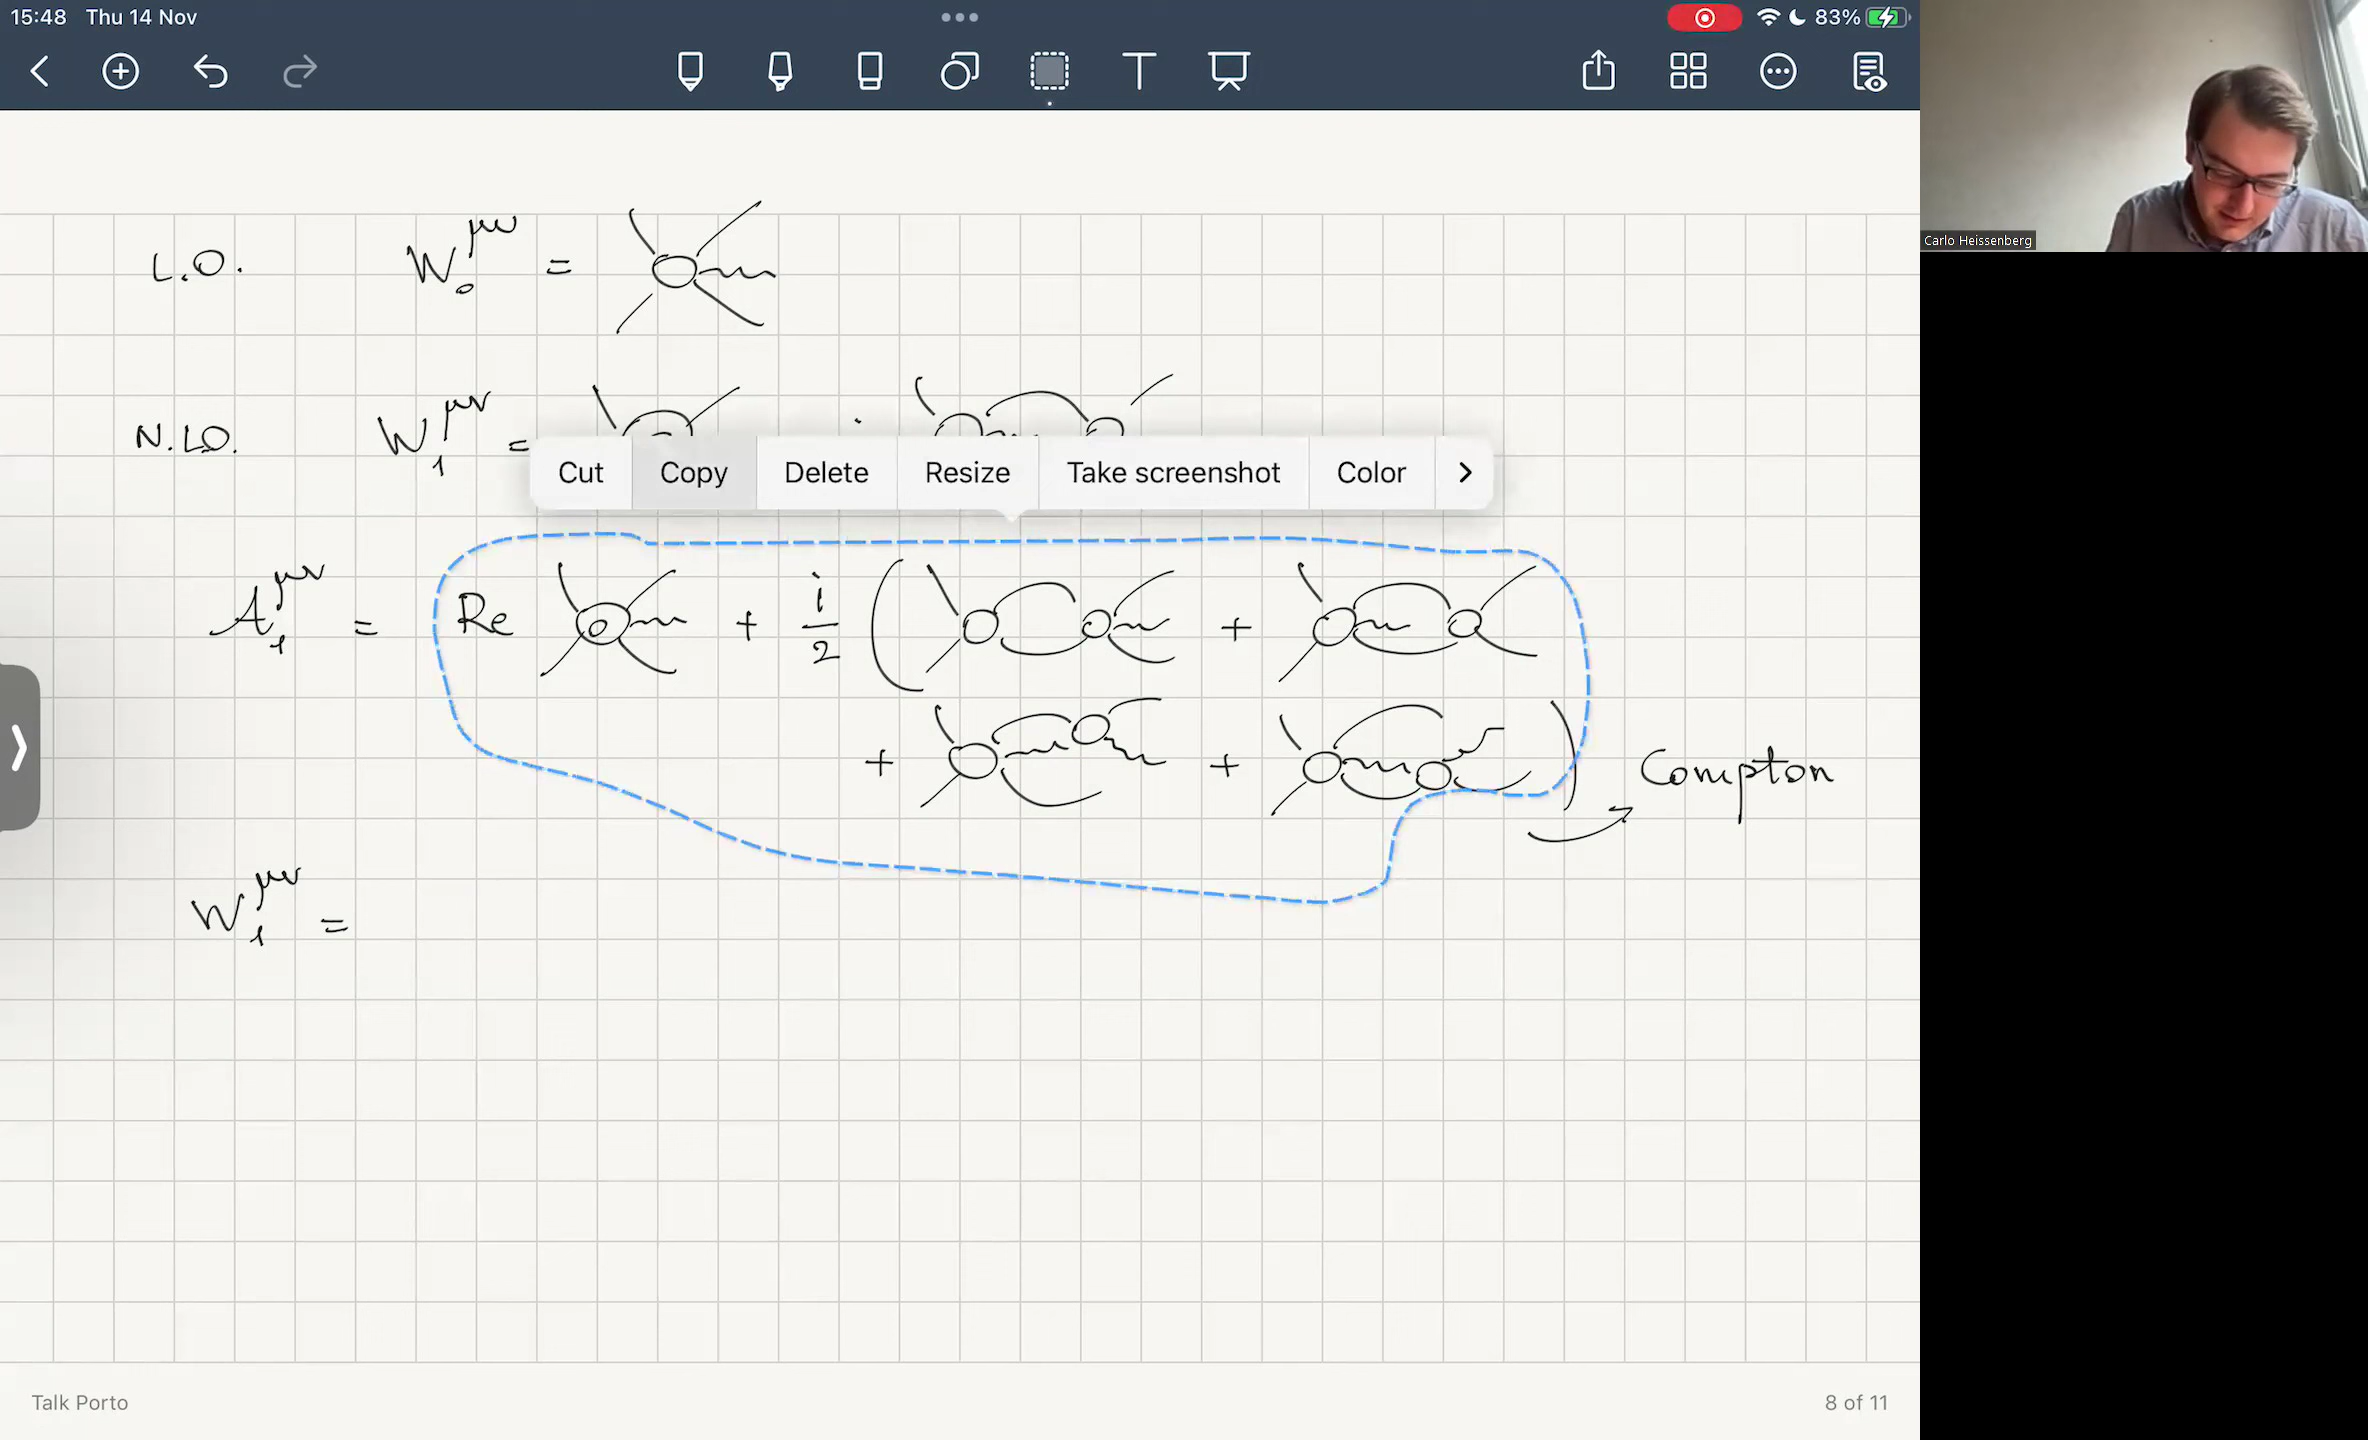 15:48 Thu 14 Nov
83%
T
Carlo Heissenberg
L.O. W₀^μν =
N.L.O. W₁^μν =
Cut Copy Delete Resize Take screenshot Color
A₁^μν = Re + i/2 ( +
+ + ) Compton
W₁^μν =
Talk Porto
8 of 11